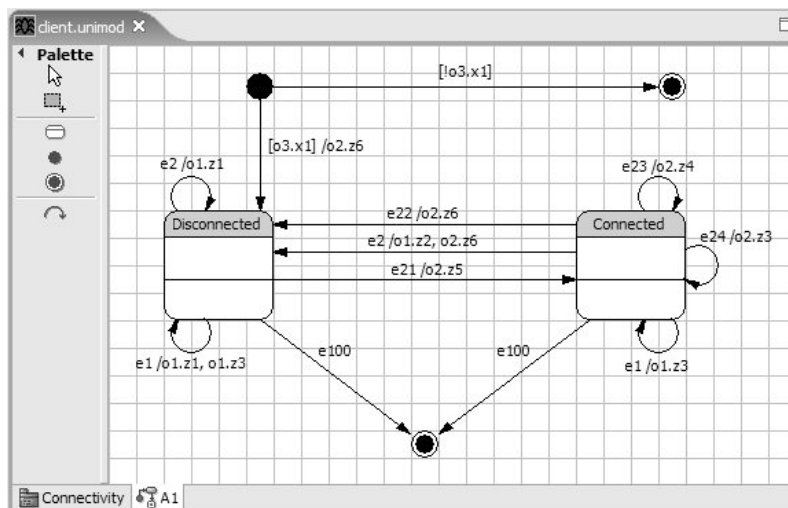 client.unimod
Palette
[!o3.x1]
[o3.x1] /o2.z6
e2 /o1.z1
e23 /o2.z4
Disconnected
e22 /o2.z6
Connected
e2 /o1.z2, o2.z6
e24 /o2.z3
e21 /o2.z5
e1 /o1.z1, o1.z3
e100
e100
e1 /o1.z3
Connectivity
A1